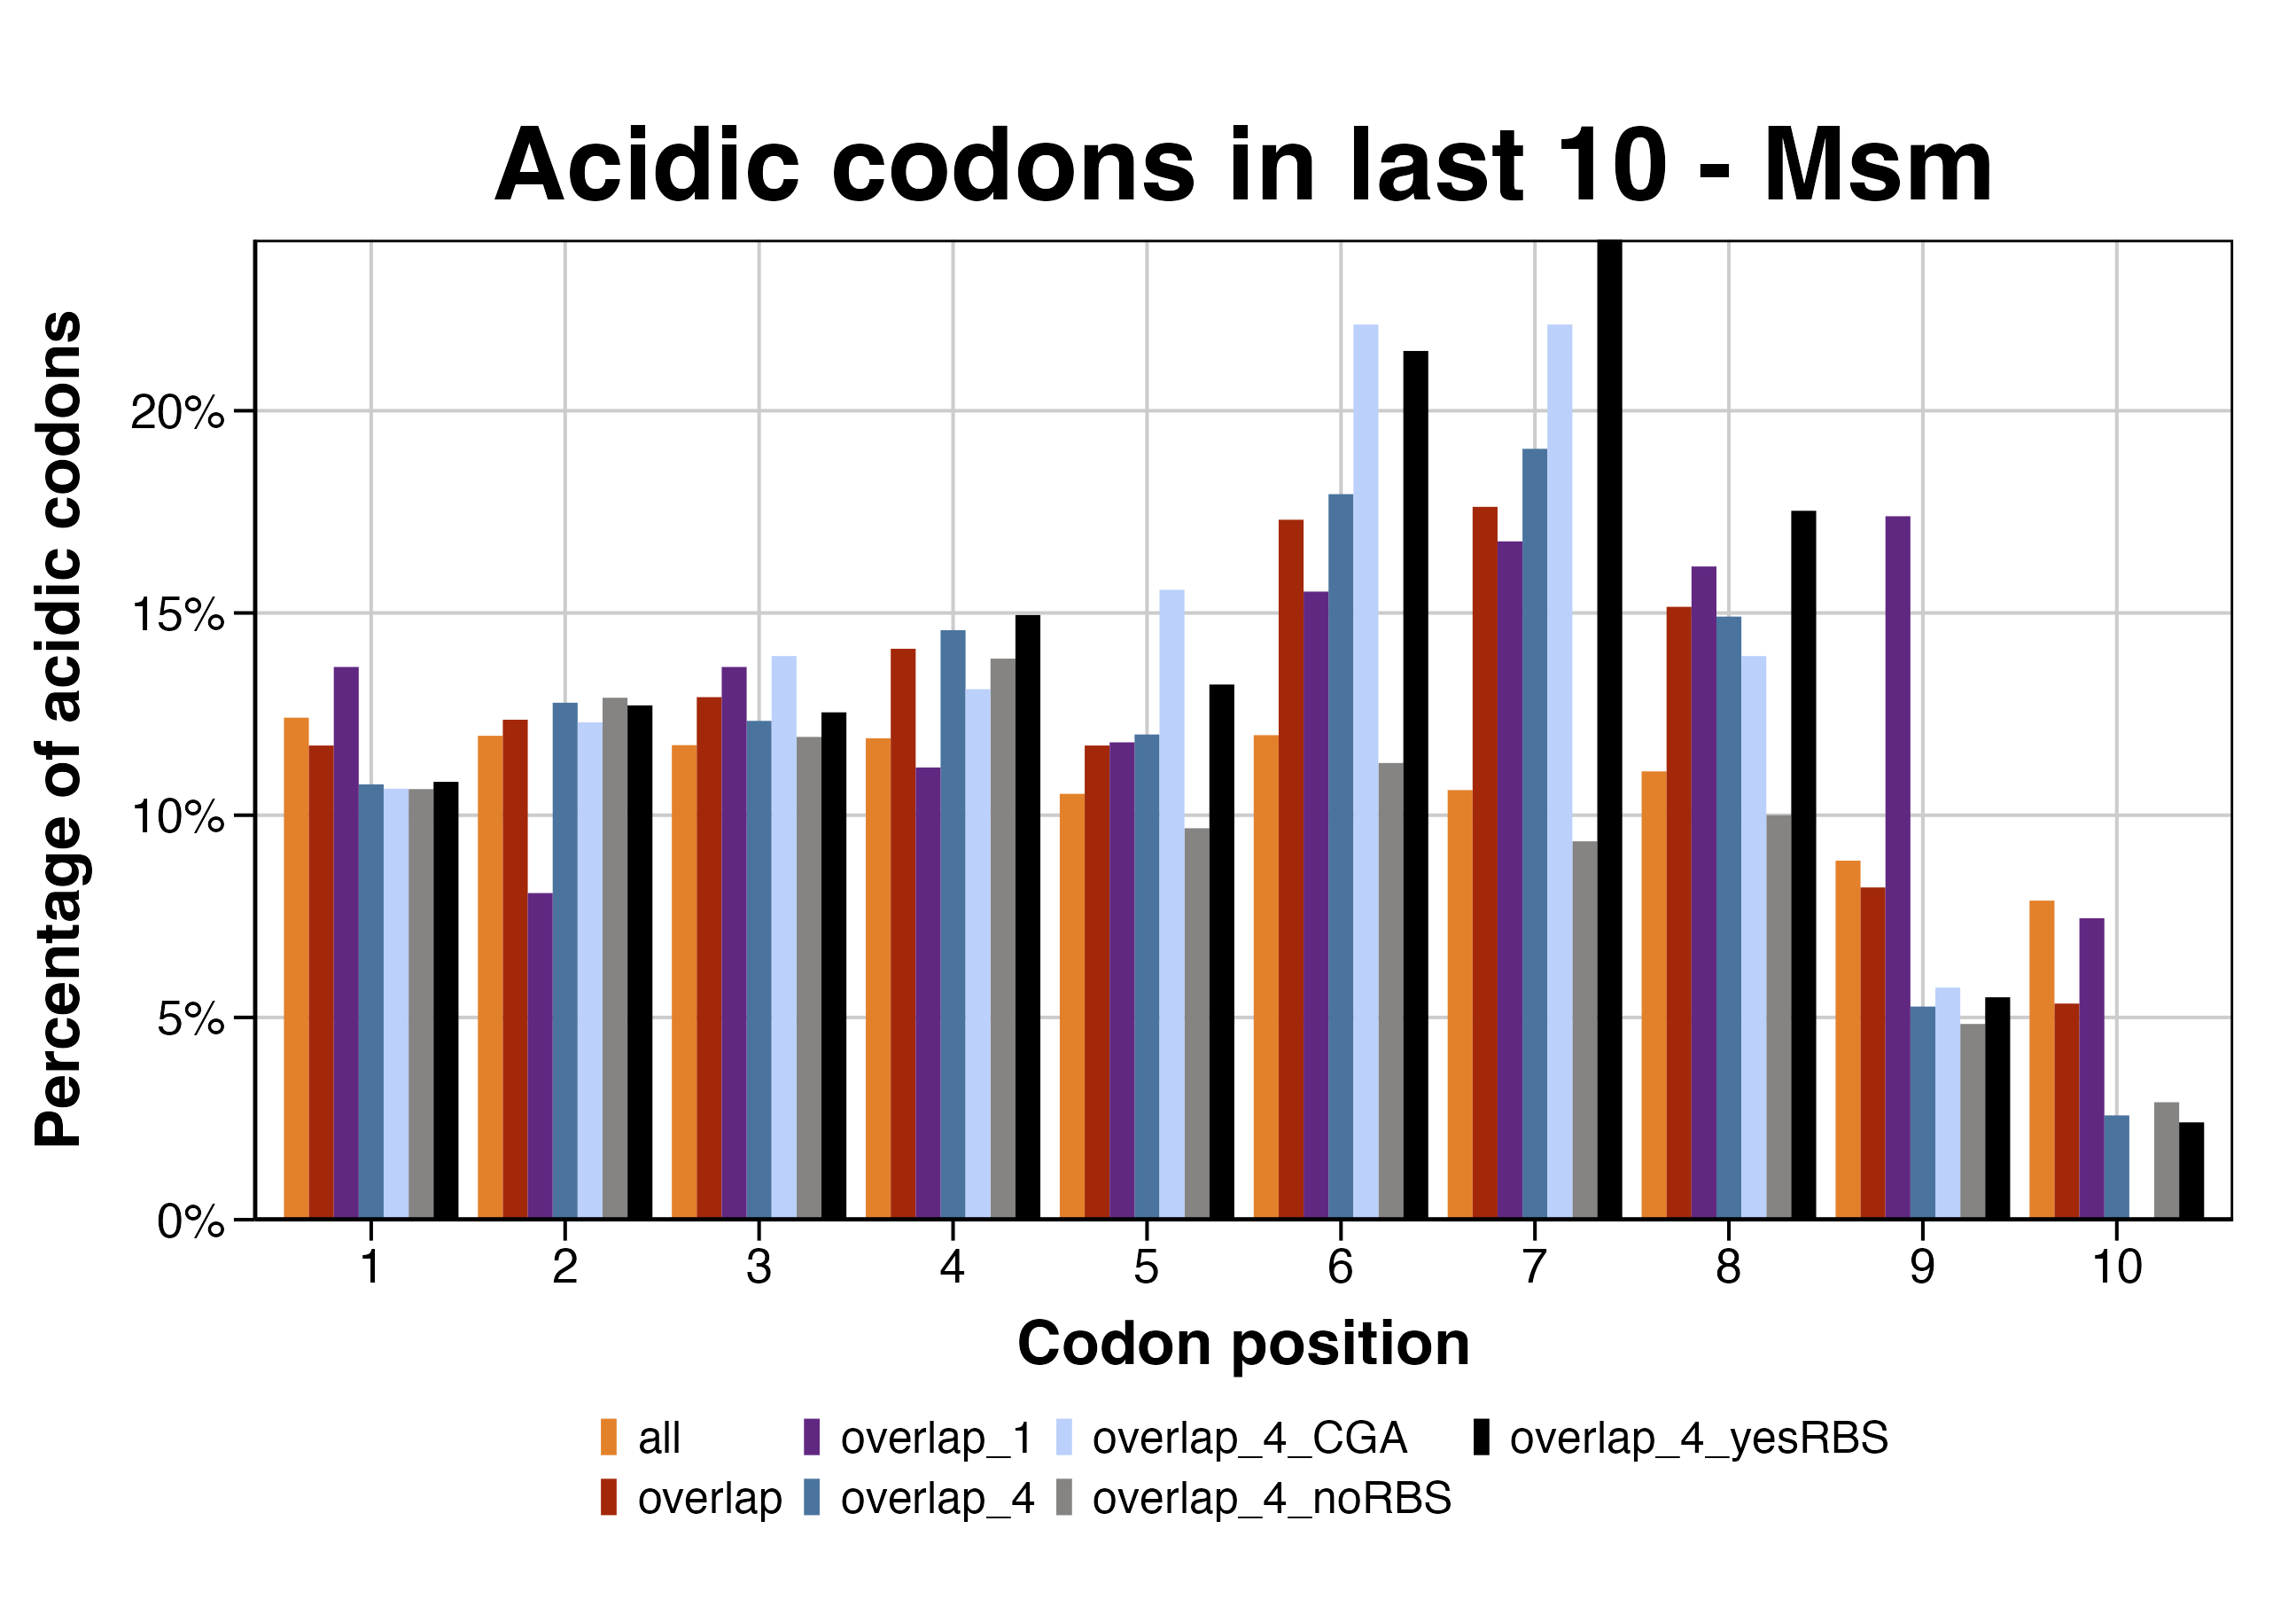 Acidic codons in last 10 - Msm
Percentage of acidic codons
20%
15%
10%
5%
0%
1 2 3 4 5 6 7 8 9 10
Codon position
all overlap_1 overlap_4_CGA overlap_4_yesRBS
overlap overlap_4 overlap_4_noRBS